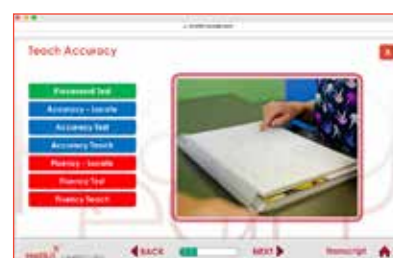 Teach Accuracy
X
Placement Test
Accuracy - Locate
Accuracy Test
Accuracy Teach
Fluency - Locate
Fluency Test
Fluency Teach
BACK
NEXT
Transcript